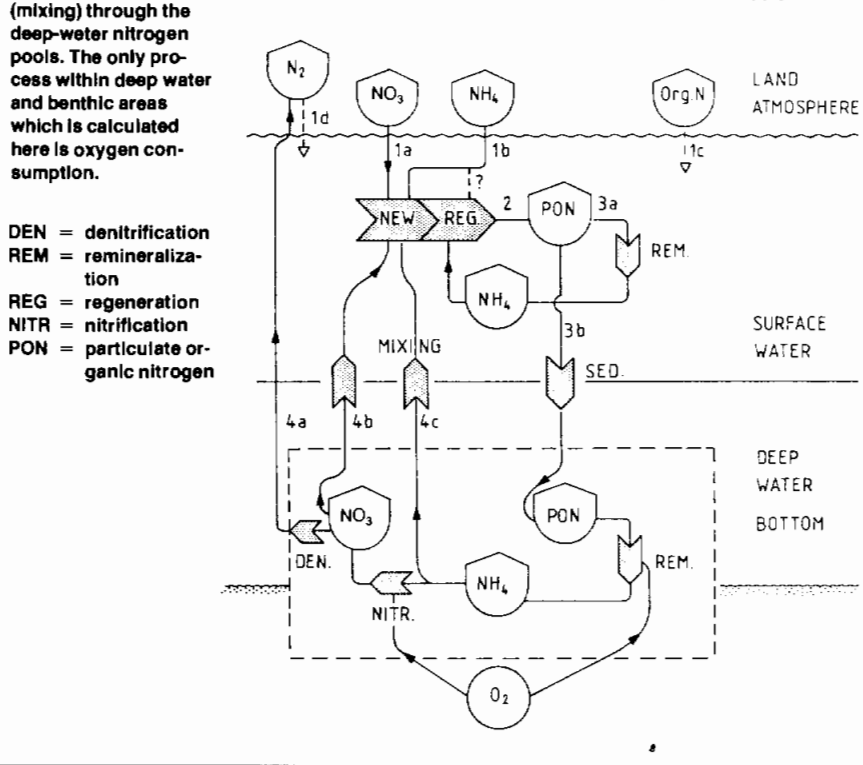 (mixing) through the
deep-weter nitrogen
pools. The only pro-
cess within deep water
and benthic areas
which is calculated
here is oxygen con-
sumption.
DEN = denitrification
REM = remineraliza-
tion
REG = regeneration
NITR = nitrification
PON = particulate or-
ganic nitrogen
N2
NO3
NH4
Org.N
LAND
ATMOSPHERE
1d
1a
1b
1c
?
NEW
REG.
2
PON
3a
REM.
NH4
3b
MIXING
SURFACE
WATER
SED.
4a
4b
4c
DEEP
WATER
BOTTOM
NO3
PON
DEN.
NH4
REM.
NITR.
O2